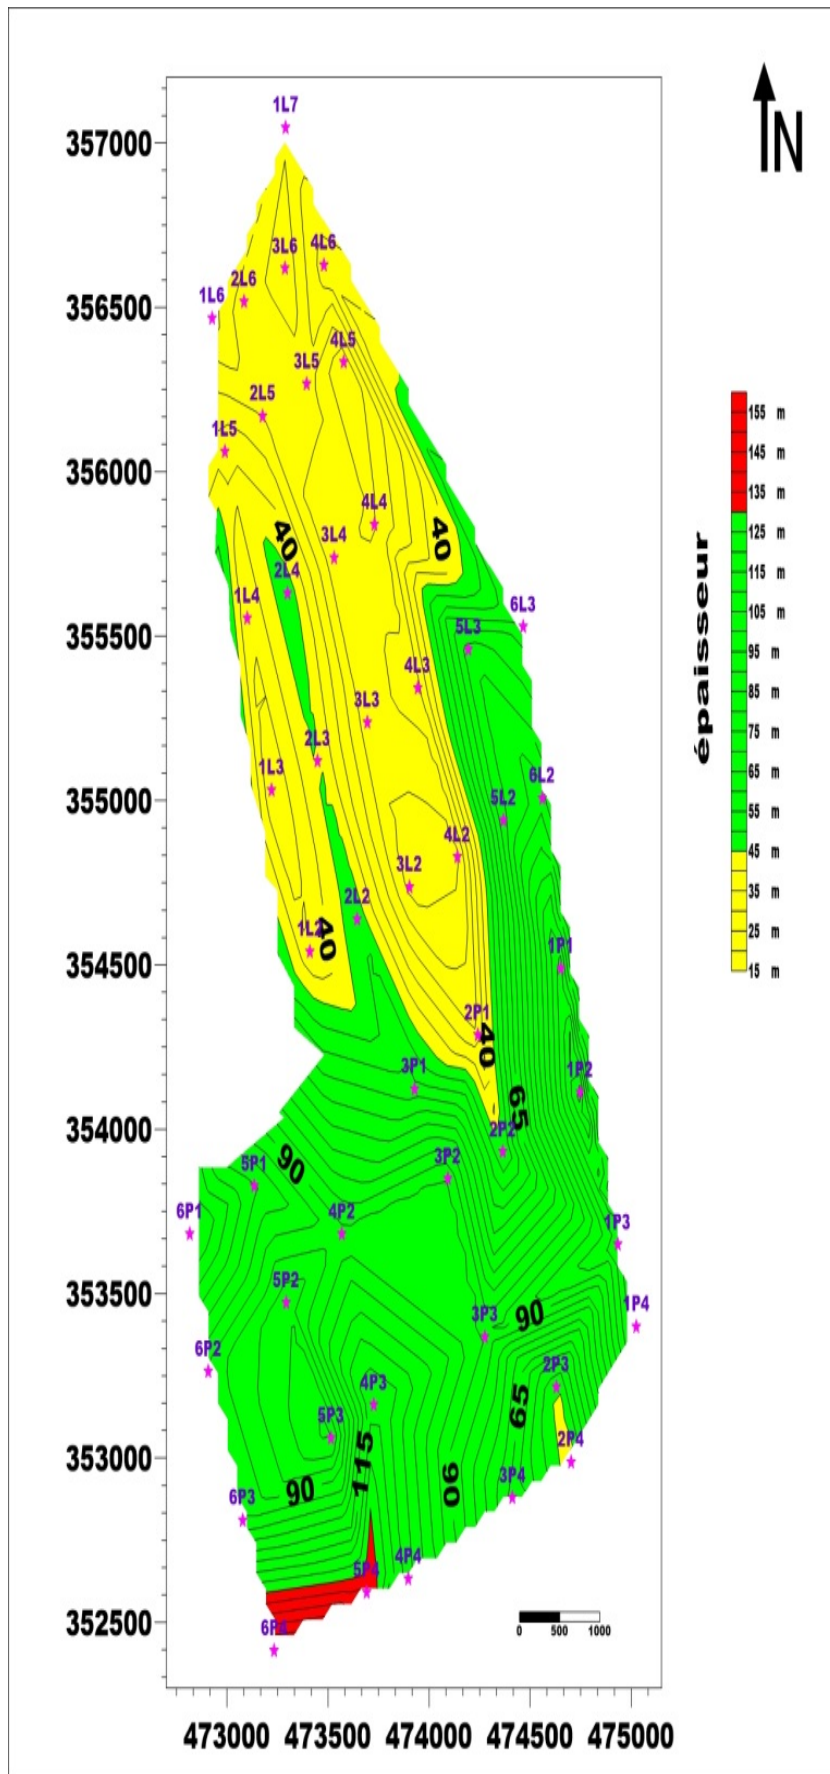 N
1L7
357000
3L6
4L6
2L6
1L6
356500
4L5
3L5
2L5
1L5
356000
4L4
40
40
3L4
2L4
1L4
6L3
355500
5L3
4L3
3L3
2L3
1L3
6L2
355000
5L2
4L2
3L2
2L2
1L2
40
1P1
354500
2P1
40
3P1
1P2
65
354000
2P2
3P2
90
5P1
6P1
4P2
1P3
353500
5P2
3P3
90
1P4
6P2
2P3
4P3
65
5P3
353000
115
2P4
90
90
3P4
6P3
4P4
5P4
352500
6P4
0 500 1000
473000 473500 474000 474500 475000
épaisseur
155 m
145 m
135 m
125 m
115 m
105 m
95 m
85 m
75 m
65 m
55 m
45 m
35 m
25 m
15 m